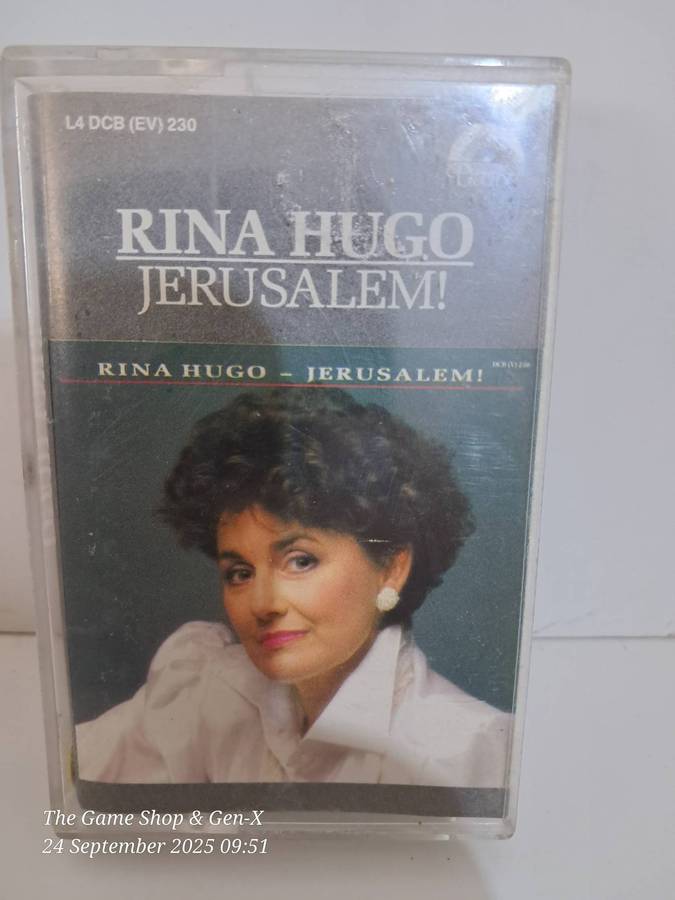 L4 DCB (EV) 230
RINA HUGO
JERUSALEM!
RINA HUGO – JERUSALEM!
The Game Shop & Gen-X
24 September 2025 09:51